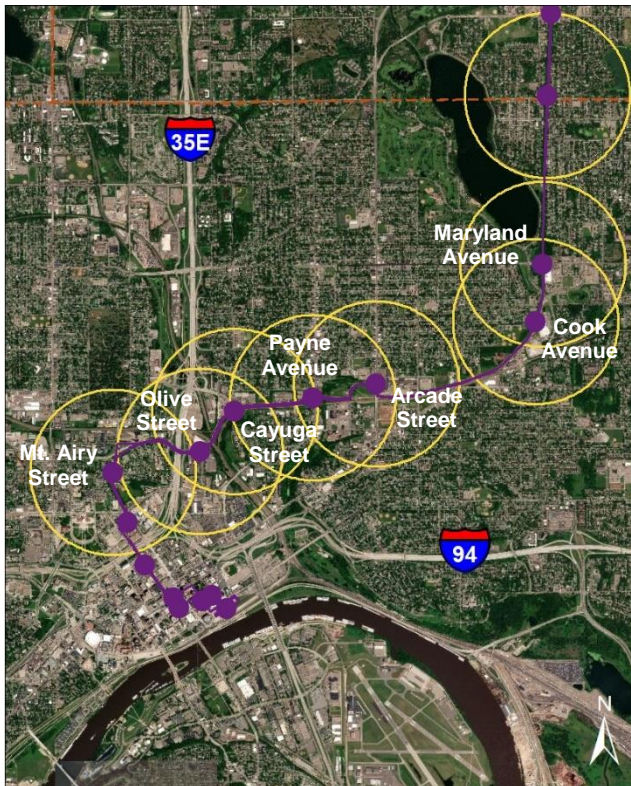 35E
Maryland
Avenue
Cook
Avenue
Payne
Avenue
Arcade
Street
Olive
Street
Cayuga
Street
Mt. Airy
Street
94
N